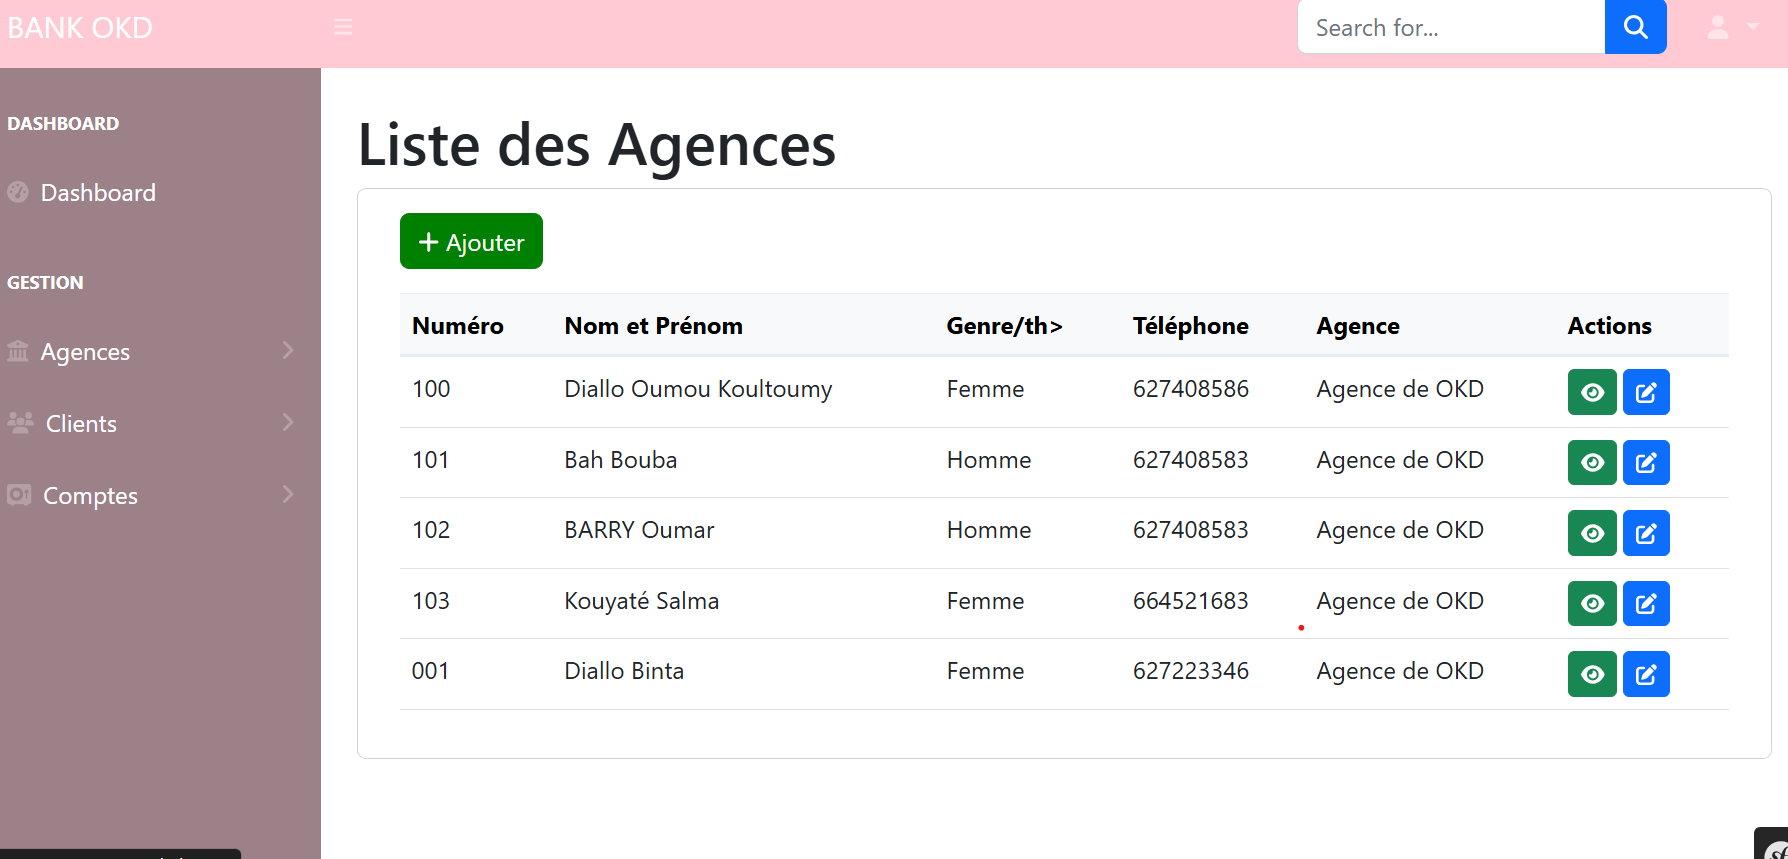 BANK OKD
Search for...
DASHBOARD
Dashboard
GESTION
Agences
Clients
Comptes
Liste des Agences
+ Ajouter
Numéro Nom et Prénom Genre/th> Téléphone Agence Actions
100 Diallo Oumou Koultoumy Femme 627408586 Agence de OKD
101 Bah Bouba Homme 627408583 Agence de OKD
102 BARRY Oumar Homme 627408583 Agence de OKD
103 Kouyaté Salma Femme 664521683 Agence de OKD
001 Diallo Binta Femme 627223346 Agence de OKD